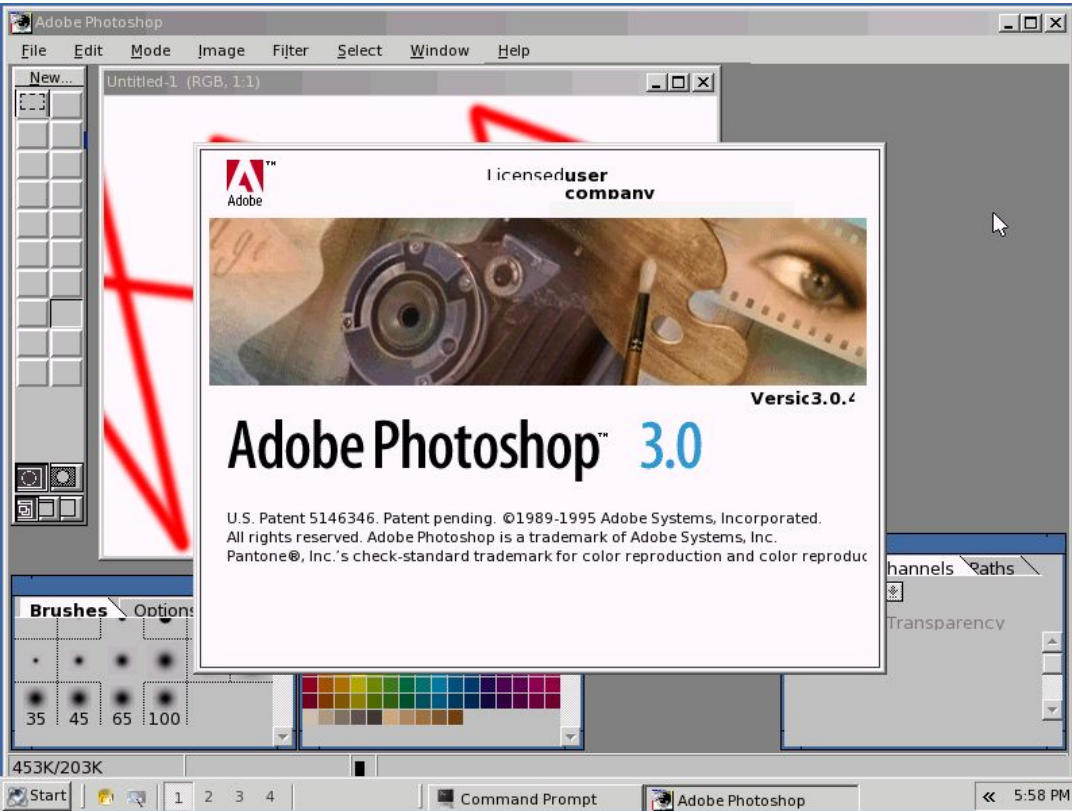 Adobe Photoshop
File Edit Mode Image Filter Select Window Help
New...
Untitled-1 (RGB, 1:1)
Adobe™
Licensed user
company
Versic3.0.4
Adobe Photoshop™ 3.0
U.S. Patent 5146346. Patent pending. ©1989-1995 Adobe Systems, Incorporated.
All rights reserved. Adobe Photoshop is a trademark of Adobe Systems, Inc.
Pantone®, Inc.'s check-standard trademark for color reproduction and color reproduc
hannels Paths
Transparency
Brushes Options
35 45 65 100
453K/203K
Start 1 2 3 4 Command Prompt Adobe Photoshop « 5:58 PM